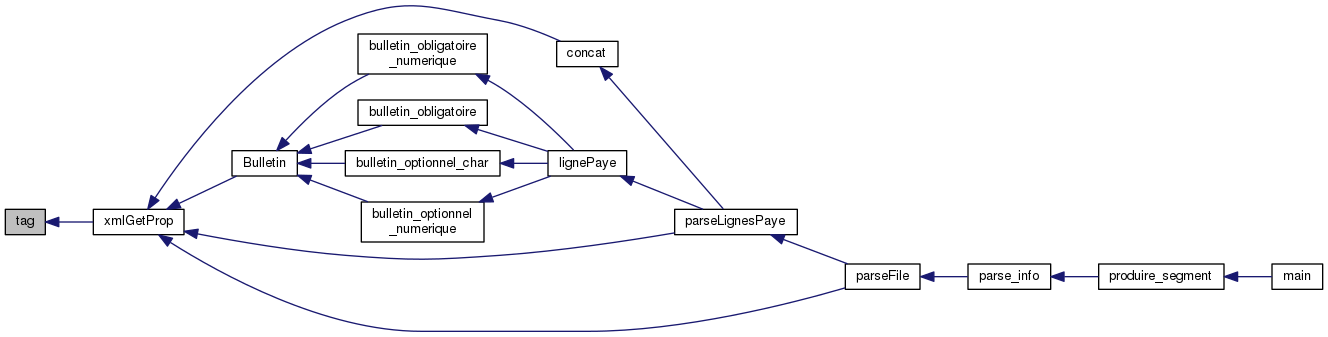 tag
xmlGetProp
Bulletin
bulletin_obligatoire
_numerique
bulletin_obligatoire
bulletin_optionnel_char
bulletin_optionnel
_numerique
concat
lignePaye
parseLignesPaye
parseFile
parse_info
produire_segment
main